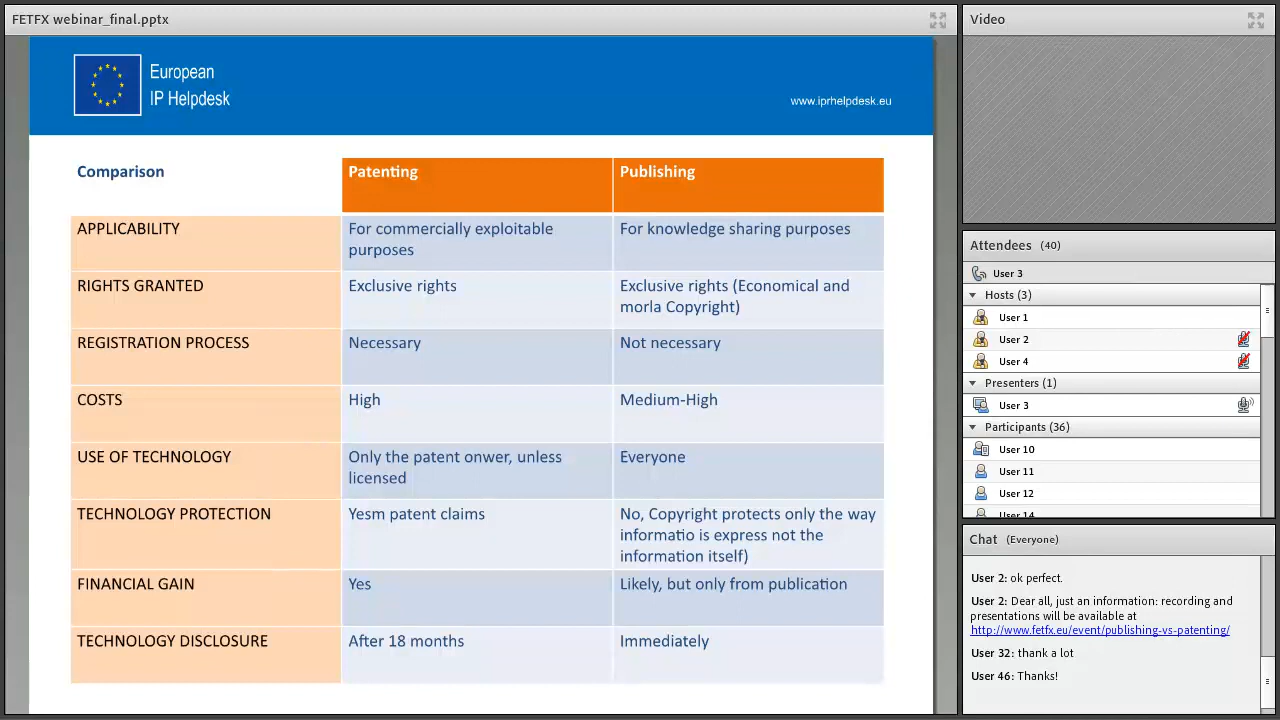 FETFX webinar_final.pptx
European
IP Helpdesk
www.iprhelpdesk.eu
Comparison
Patenting
Publishing
APPLICABILITY
For commercially exploitable
purposes
For knowledge sharing purposes
RIGHTS GRANTED
Exclusive rights
Exclusive rights (Economical and
morla Copyright)
REGISTRATION PROCESS
Necessary
Not necessary
COSTS
High
Medium-High
USE OF TECHNOLOGY
Only the patent onwer, unless
licensed
Everyone
TECHNOLOGY PROTECTION
Yesm patent claims
No, Copyright protects only the way
informatio is express not the
information itself)
FINANCIAL GAIN
Yes
Likely, but only from publication
TECHNOLOGY DISCLOSURE
After 18 months
Immediately
Video
Attendees (40)
User 3
Hosts (3)
User 1
User 2
User 4
Presenters (1)
User 3
Participants (36)
User 10
User 11
User 12
User 14
Chat (Everyone)
User 2: ok perfect.
User 2: Dear all, just an information: recording and
presentations will be available at
http://www.fetfx.eu/event/publishing-vs-patenting/
User 32: thank a lot
User 46: Thanks!